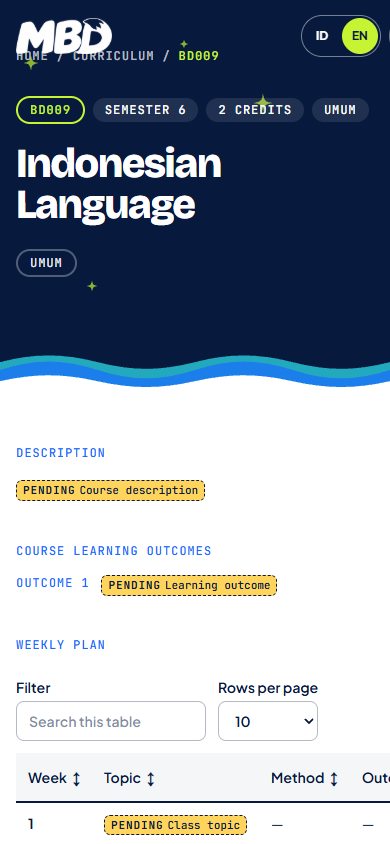 MBD
ID EN
HOME / CURRICULUM / BD009
BD009 SEMESTER 6 2 CREDITS UMUM
Indonesian
Language
UMUM
DESCRIPTION
PENDING Course description
COURSE LEARNING OUTCOMES
OUTCOME 1 PENDING Learning outcome
WEEKLY PLAN
Filter Rows per page
Search this table 10
Week ↕ Topic ↕ Method ↕
1 PENDING Class topic — —